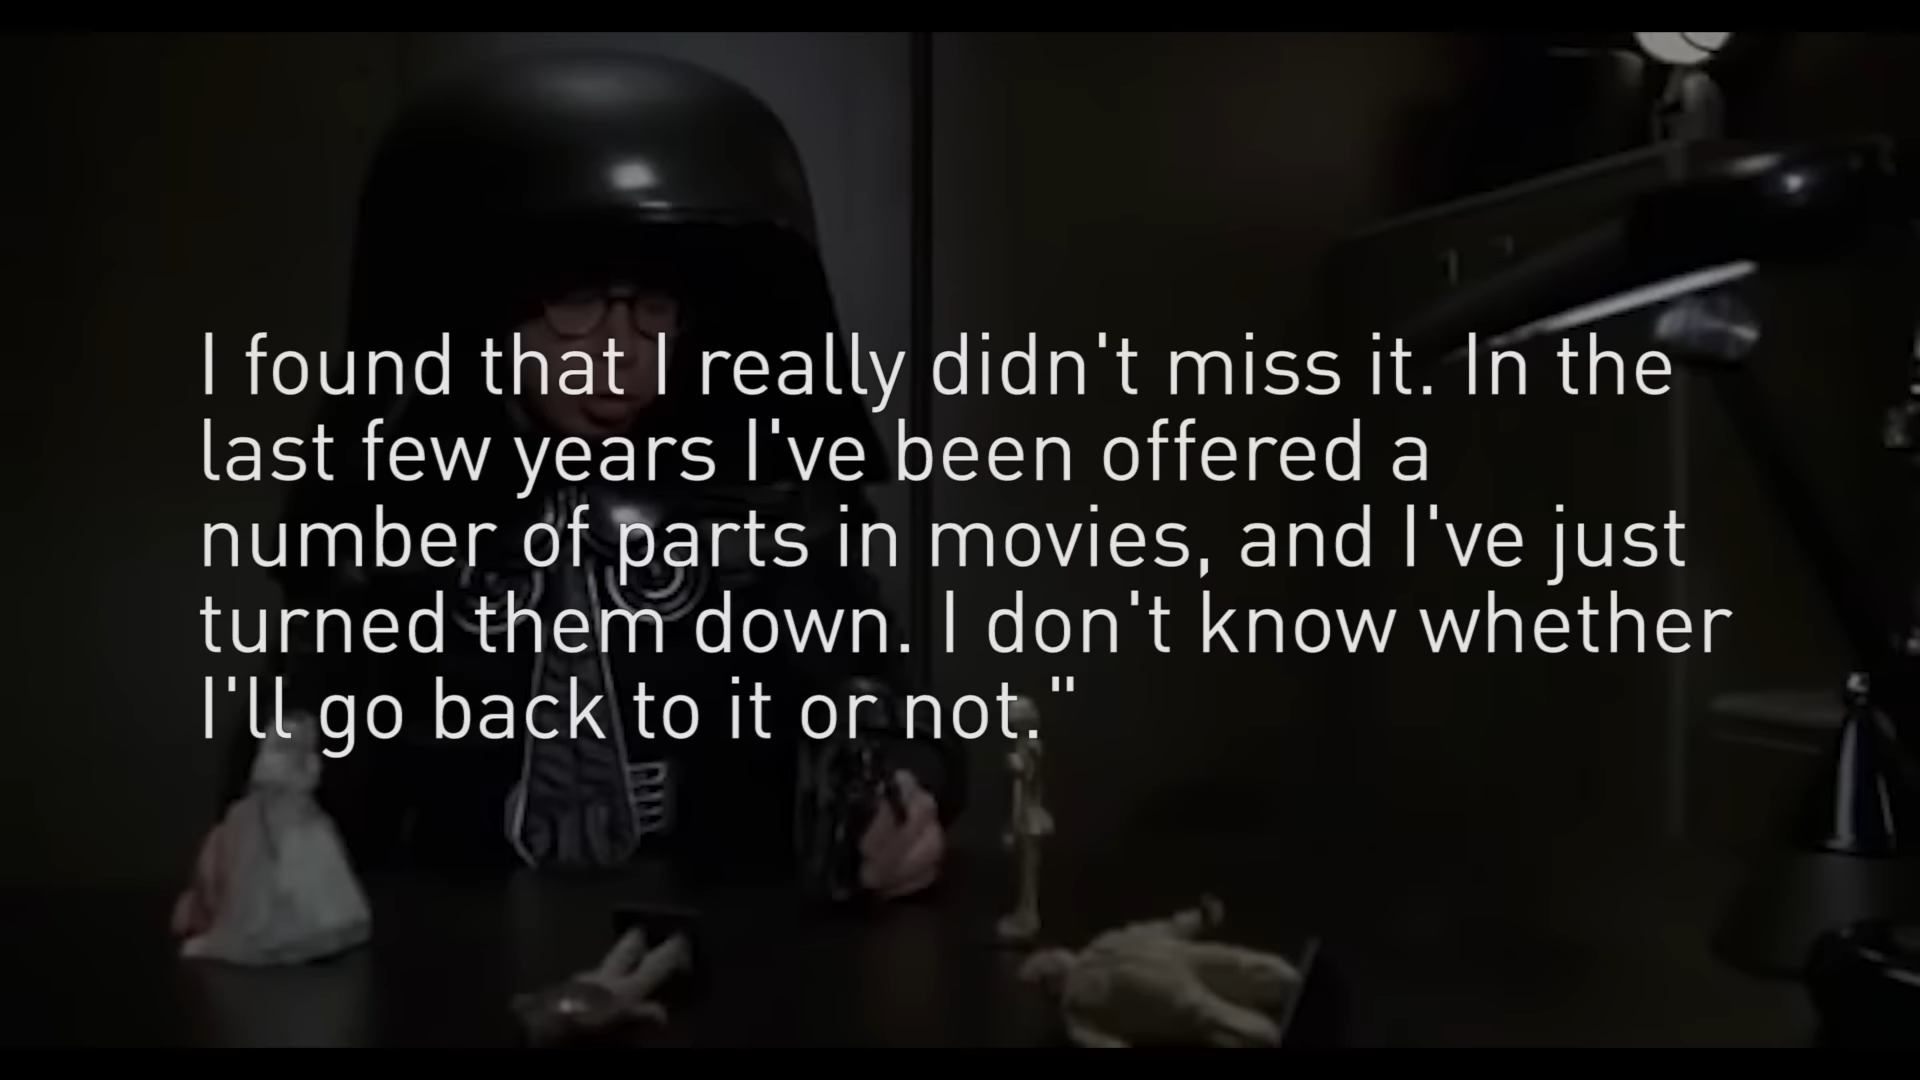 I found that I really didn't miss it. In the
last few years I've been offered a
number of parts in movies, and I've just
turned them down. I don't know whether
I'll go back to it or not."